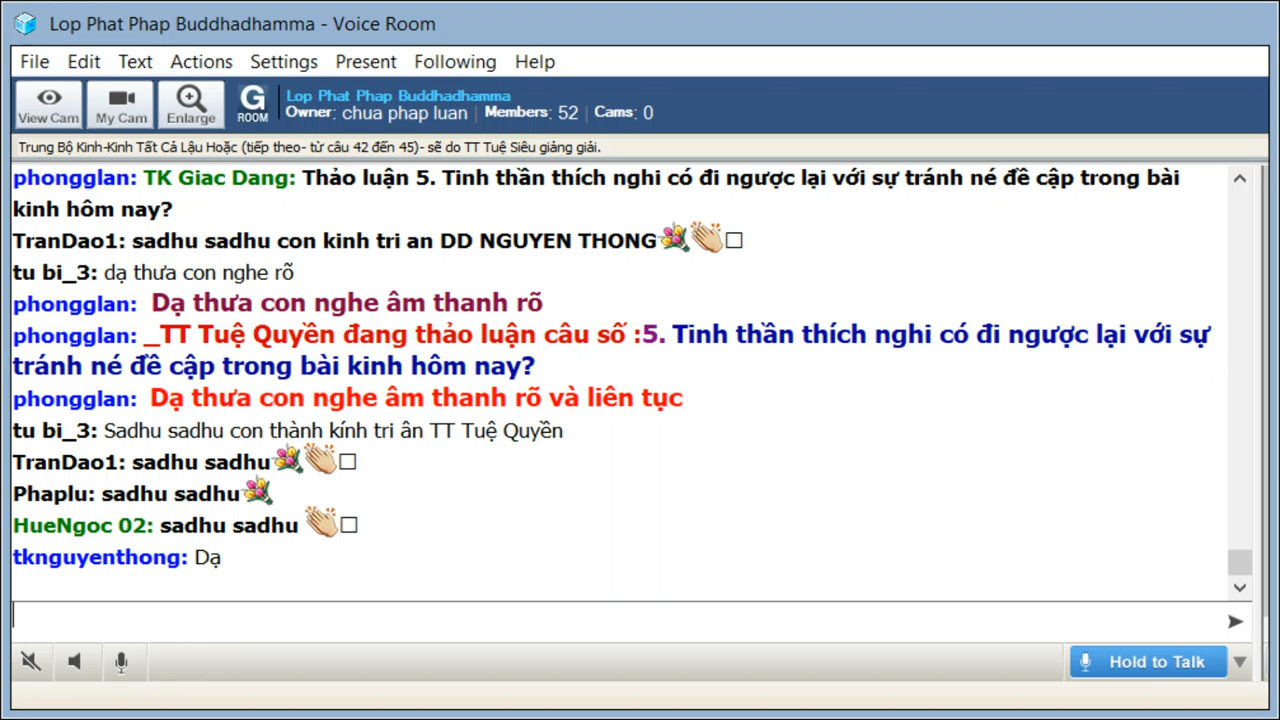 Lop Phat Phap Buddhadhamma - Voice Room
File Edit Text Actions Settings Present Following Help
View Cam My Cam Enlarge G ROOM Lop Phat Phap Buddhadhamma
Owner: chua phap luan | Members: 52 | Cams: 0
Trung Bộ Kinh-Kinh Tất Cả Lậu Hoặc (tiếp theo- từ câu 42 đến 45)- sẽ do TT Tuệ Siêu giảng giải.
phongglan: TK Giac Dang: Thảo luận 5. Tinh thần thích nghi có đi ngược lại với sự tránh né đề cập trong bài
kinh hôm nay?
TranDao1: sadhu sadhu con kinh tri an DD NGUYEN THONG
tu bi_3: dạ thưa con nghe rõ
phongglan: Dạ thưa con nghe âm thanh rõ
phongglan: _TT Tuệ Quyền đang thảo luận câu số :5. Tinh thần thích nghi có đi ngược lại với sự
tránh né đề cập trong bài kinh hôm nay?
phongglan: Dạ thưa con nghe âm thanh rõ và liên tục
tu bi_3: Sadhu sadhu con thành kính tri ân TT Tuệ Quyền
TranDao1: sadhu sadhu
Phaplu: sadhu sadhu
HueNgoc 02: sadhu sadhu
tknguyenthong: Dạ
Hold to Talk